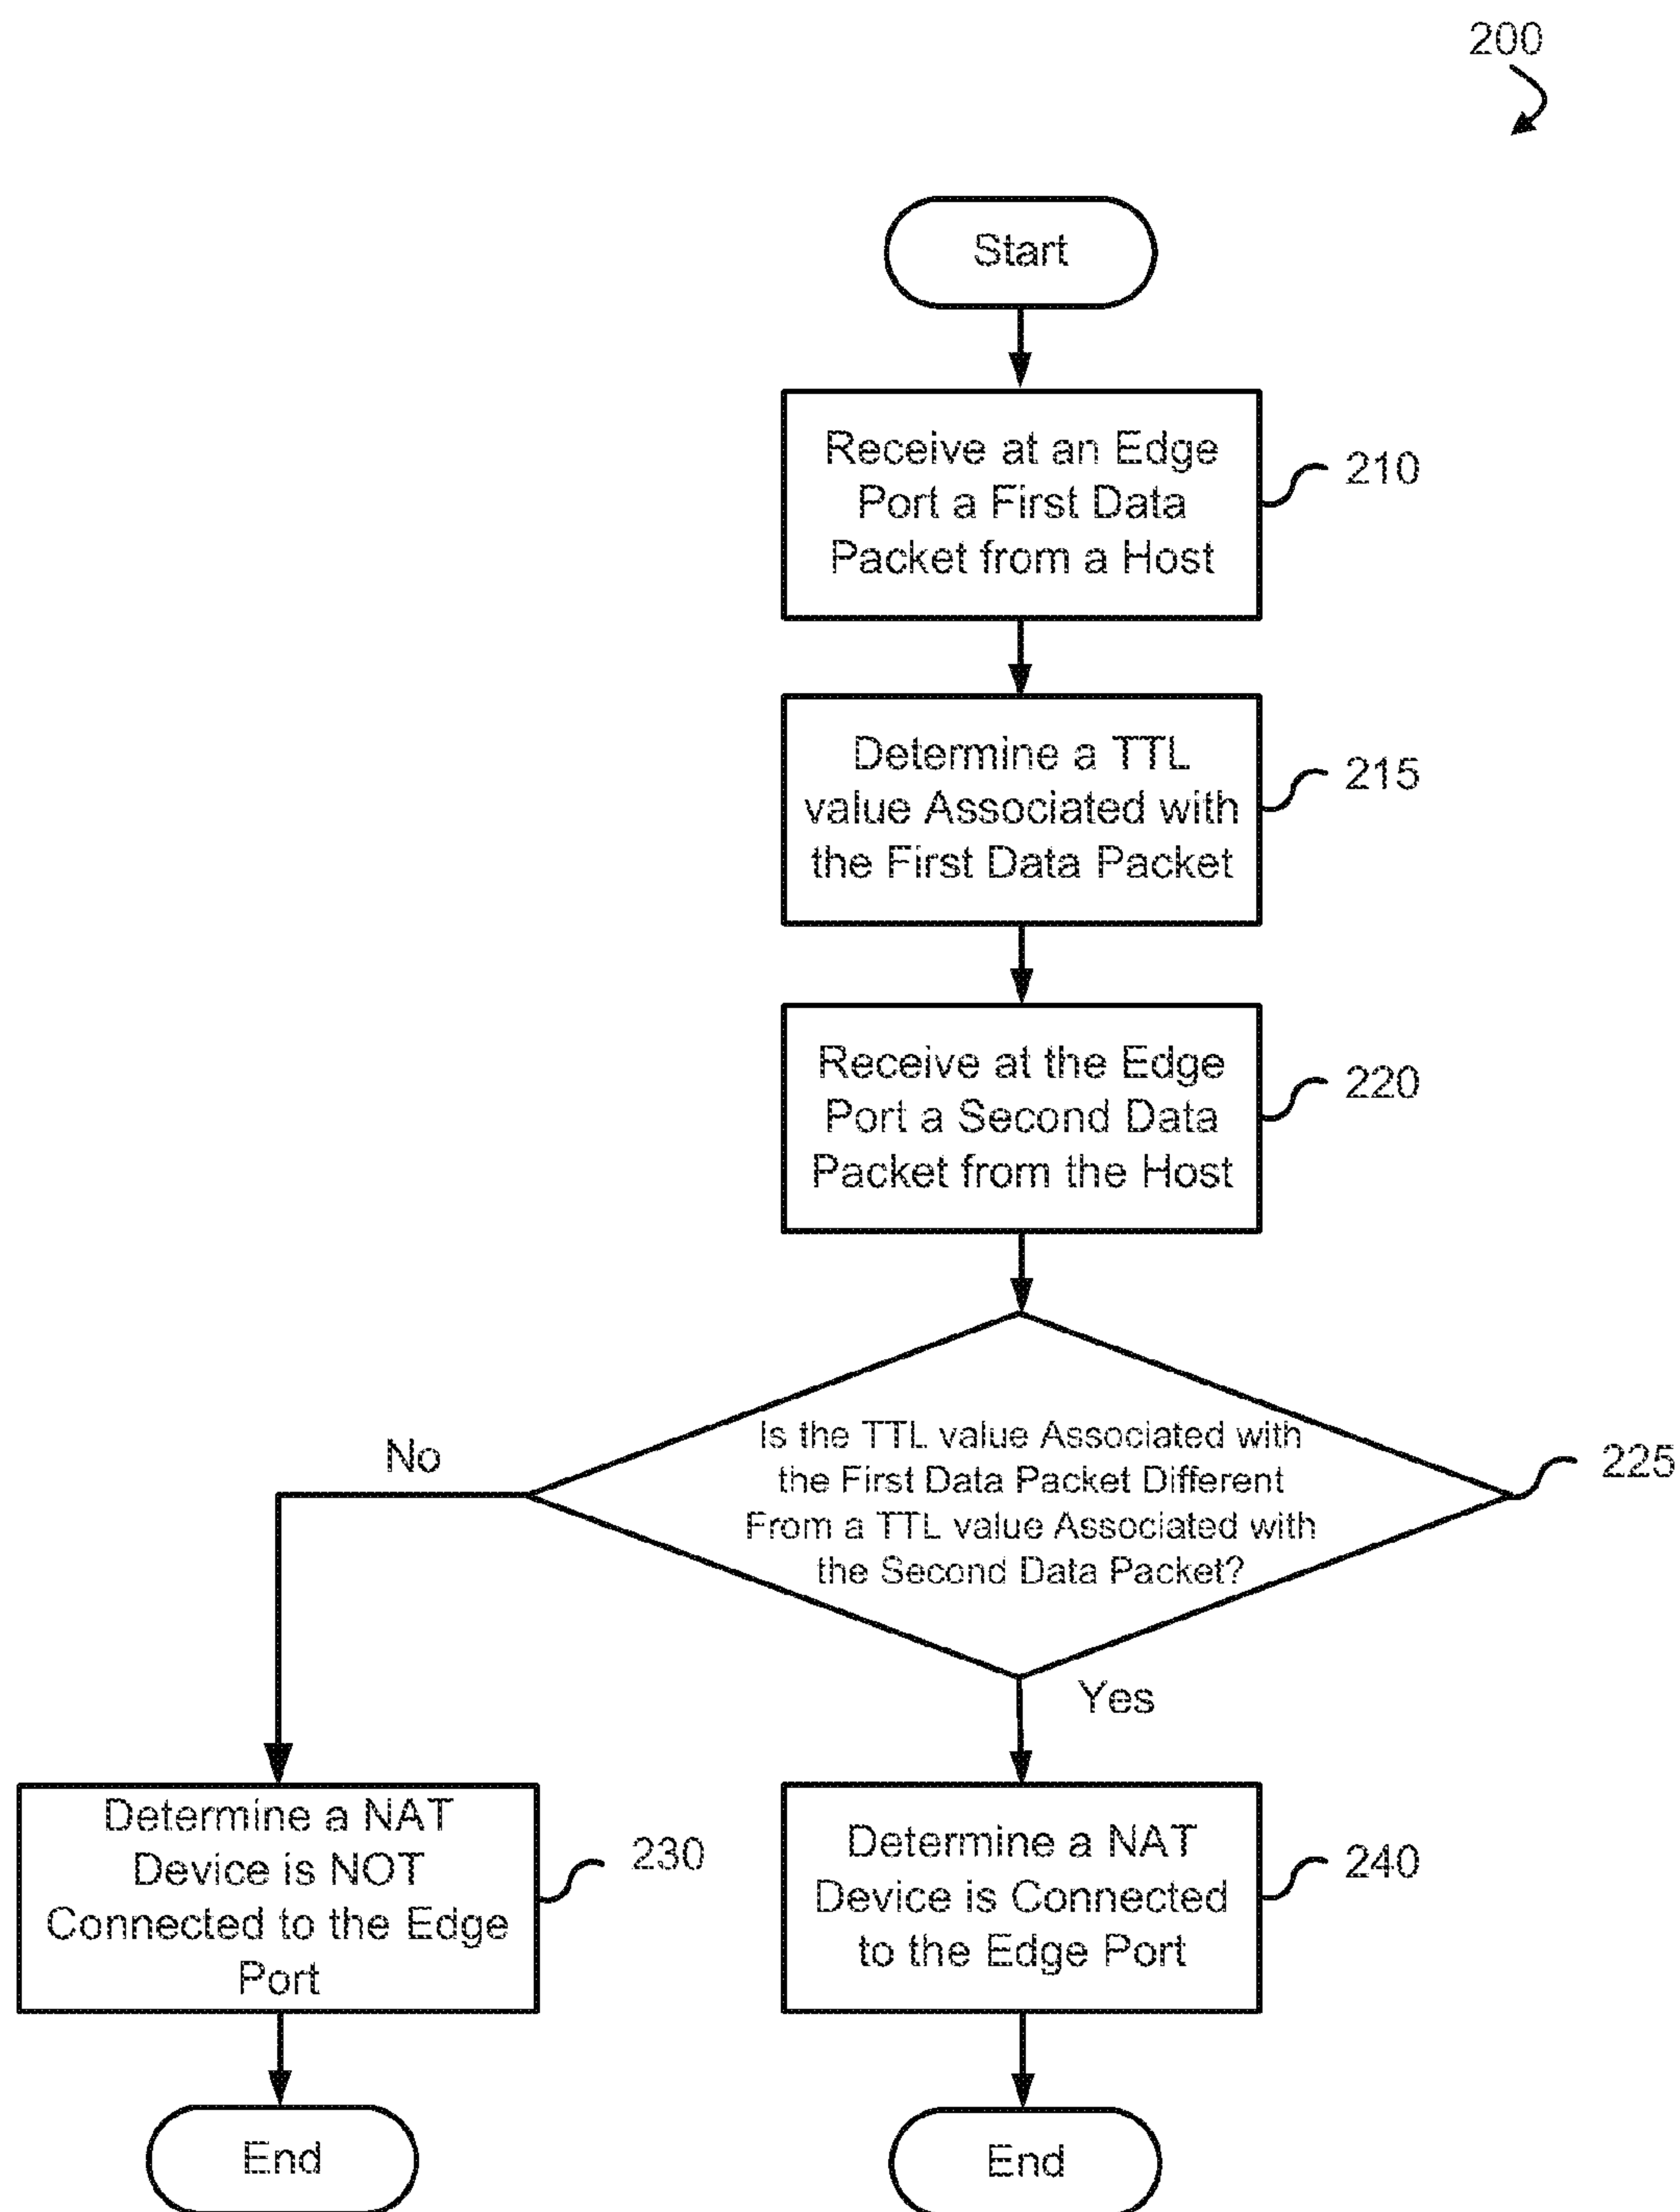 200
Start
Receive at an Edge
Port a First Data
Packet from a Host
210
Determine a TTL
value Associated with
the First Data Packet
215
Receive at the Edge
Port a Second Data
Packet from the Host
220
Is the TTL value Associated with
the First Data Packet Different
From a TTL value Associated with
the Second Data Packet?
225
No
Yes
Determine a NAT
Device is NOT
Connected to the Edge
Port
230
Determine a NAT
Device is Connected
to the Edge Port
240
End
End